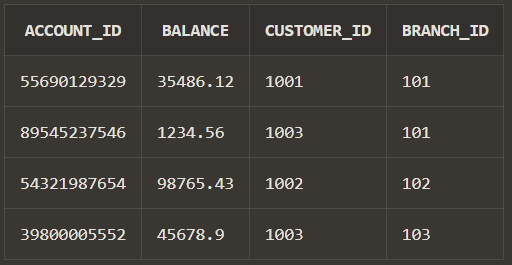 ACCOUNT_ID BALANCE CUSTOMER_ID BRANCH_ID
55690129329 35486.12 1001 101
89545237546 1234.56 1003 101
54321987654 98765.43 1002 102
39800005552 45678.9 1003 103